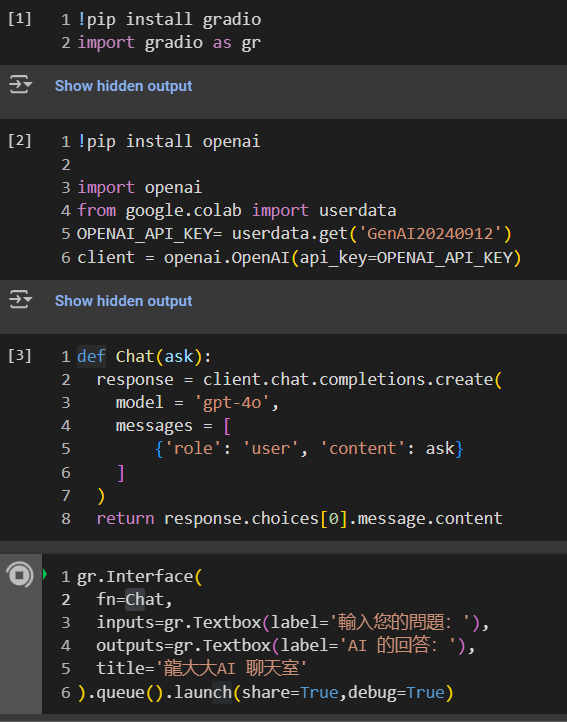 [1] 1 !pip install gradio
2 import gradio as gr
Show hidden output
[2] 1 !pip install openai
2
3 import openai
4 from google.colab import userdata
5 OPENAI_API_KEY= userdata.get('GenAI20240912')
6 client = openai.OpenAI(api_key=OPENAI_API_KEY)
Show hidden output
[3] 1 def Chat(ask):
2   response = client.chat.completions.create(
3     model = 'gpt-4o',
4     messages = [
5         {'role': 'user', 'content': ask}
6     ]
7   )
8   return response.choices[0].message.content
1 gr.Interface(
2   fn=Chat,
3   inputs=gr.Textbox(label='輸入您的問題：'),
4   outputs=gr.Textbox(label='AI 的回答：'),
5   title='龍大大AI 聊天室'
6 ).queue().launch(share=True,debug=True)